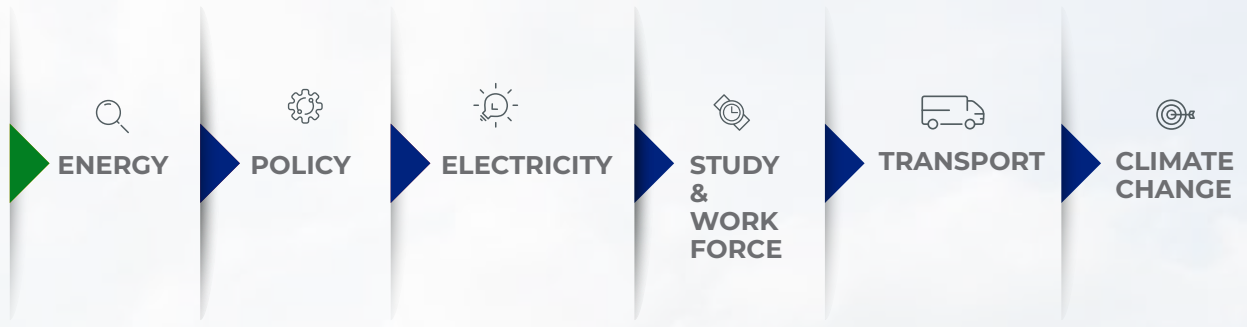 ENERGY
POLICY
ELECTRICITY
STUDY
&
WORK
FORCE
TRANSPORT
CLIMATE
CHANGE